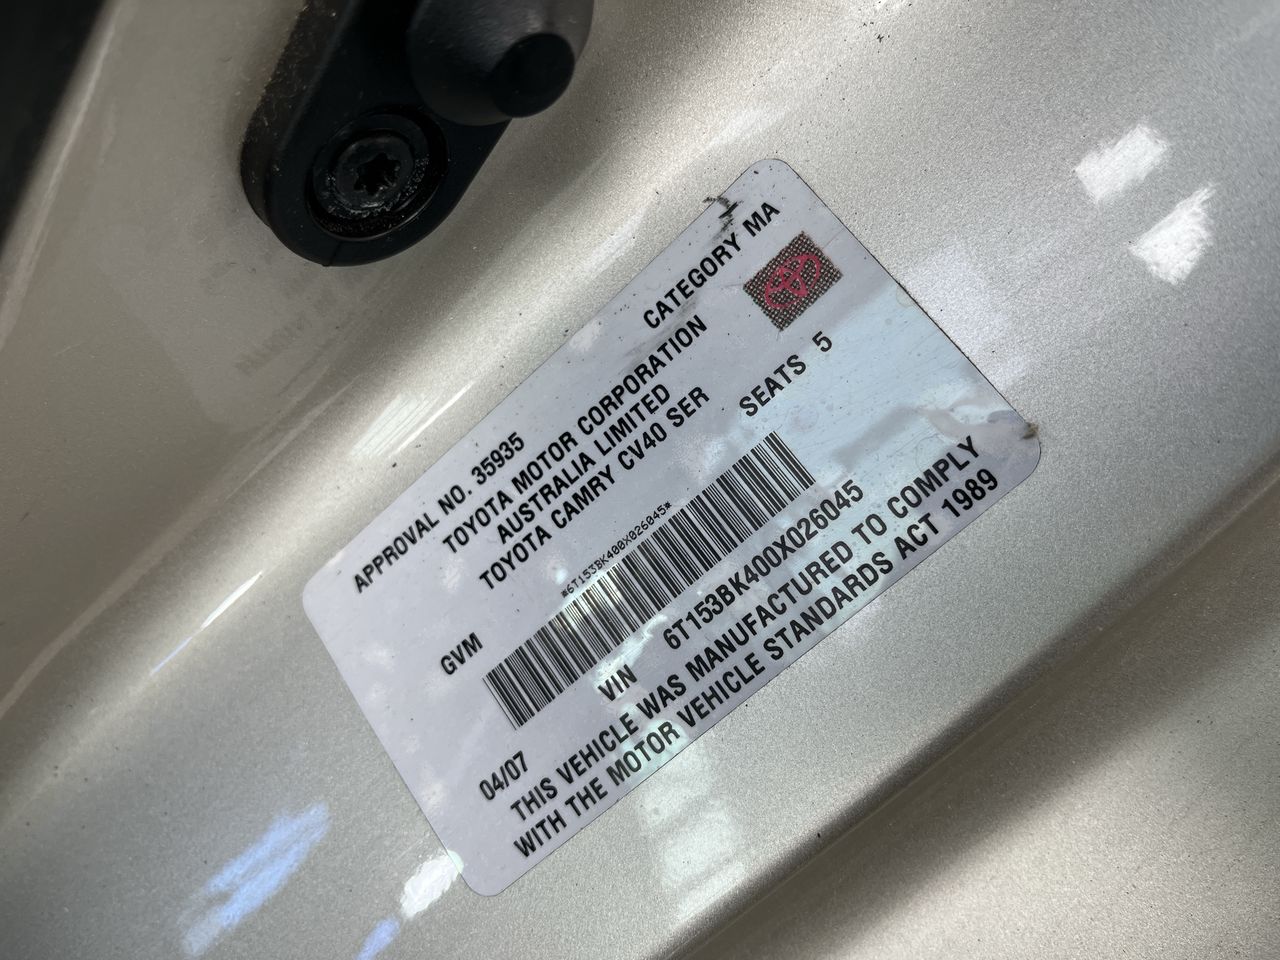 APPROVAL NO. 35935 CATEGORY MA
TOYOTA MOTOR CORPORATION
AUSTRALIA LIMITED
TOYOTA CAMRY CV40 SER
GVM SEATS 5
*6T153BK400X026045*
04/07 VIN 6T153BK400X026045
THIS VEHICLE WAS MANUFACTURED TO COMPLY
WITH THE MOTOR VEHICLE STANDARDS ACT 1989